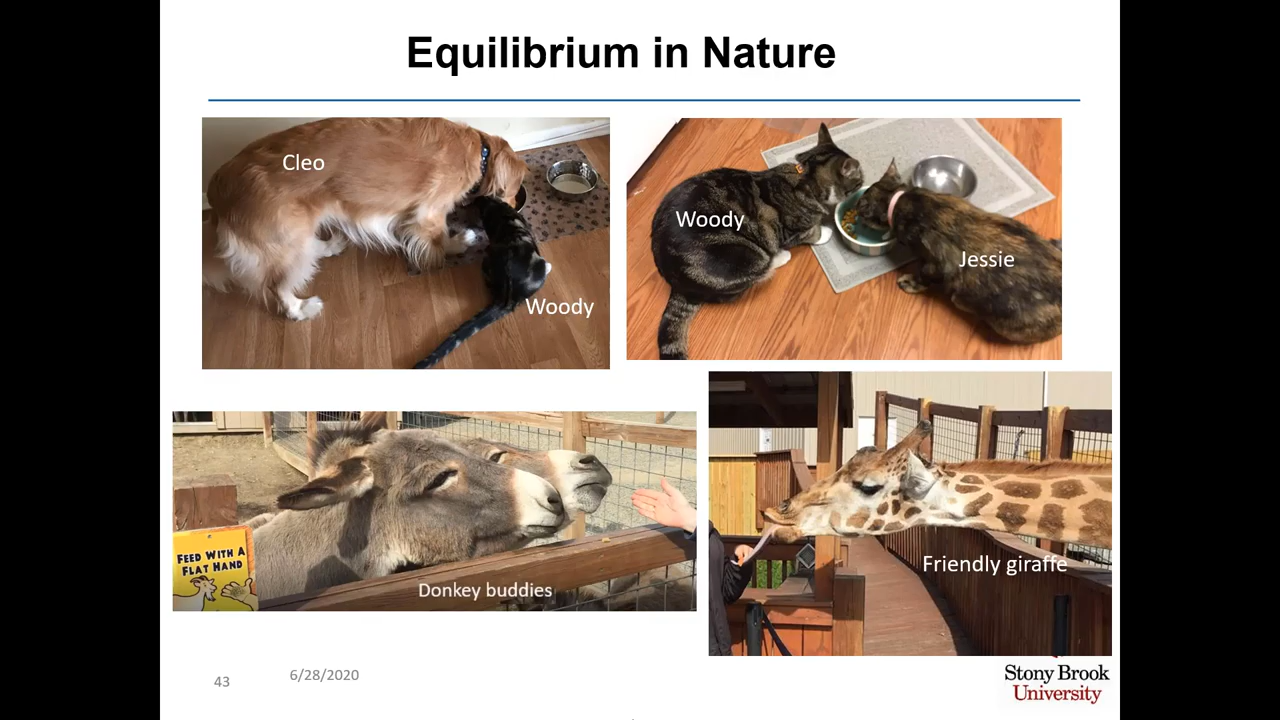 Equilibrium in Nature
Cleo
Woody
Woody
Jessie
FEED WITH A
FLAT HAND
Donkey buddies
Friendly giraffe
43
6/28/2020
Stony Brook
University